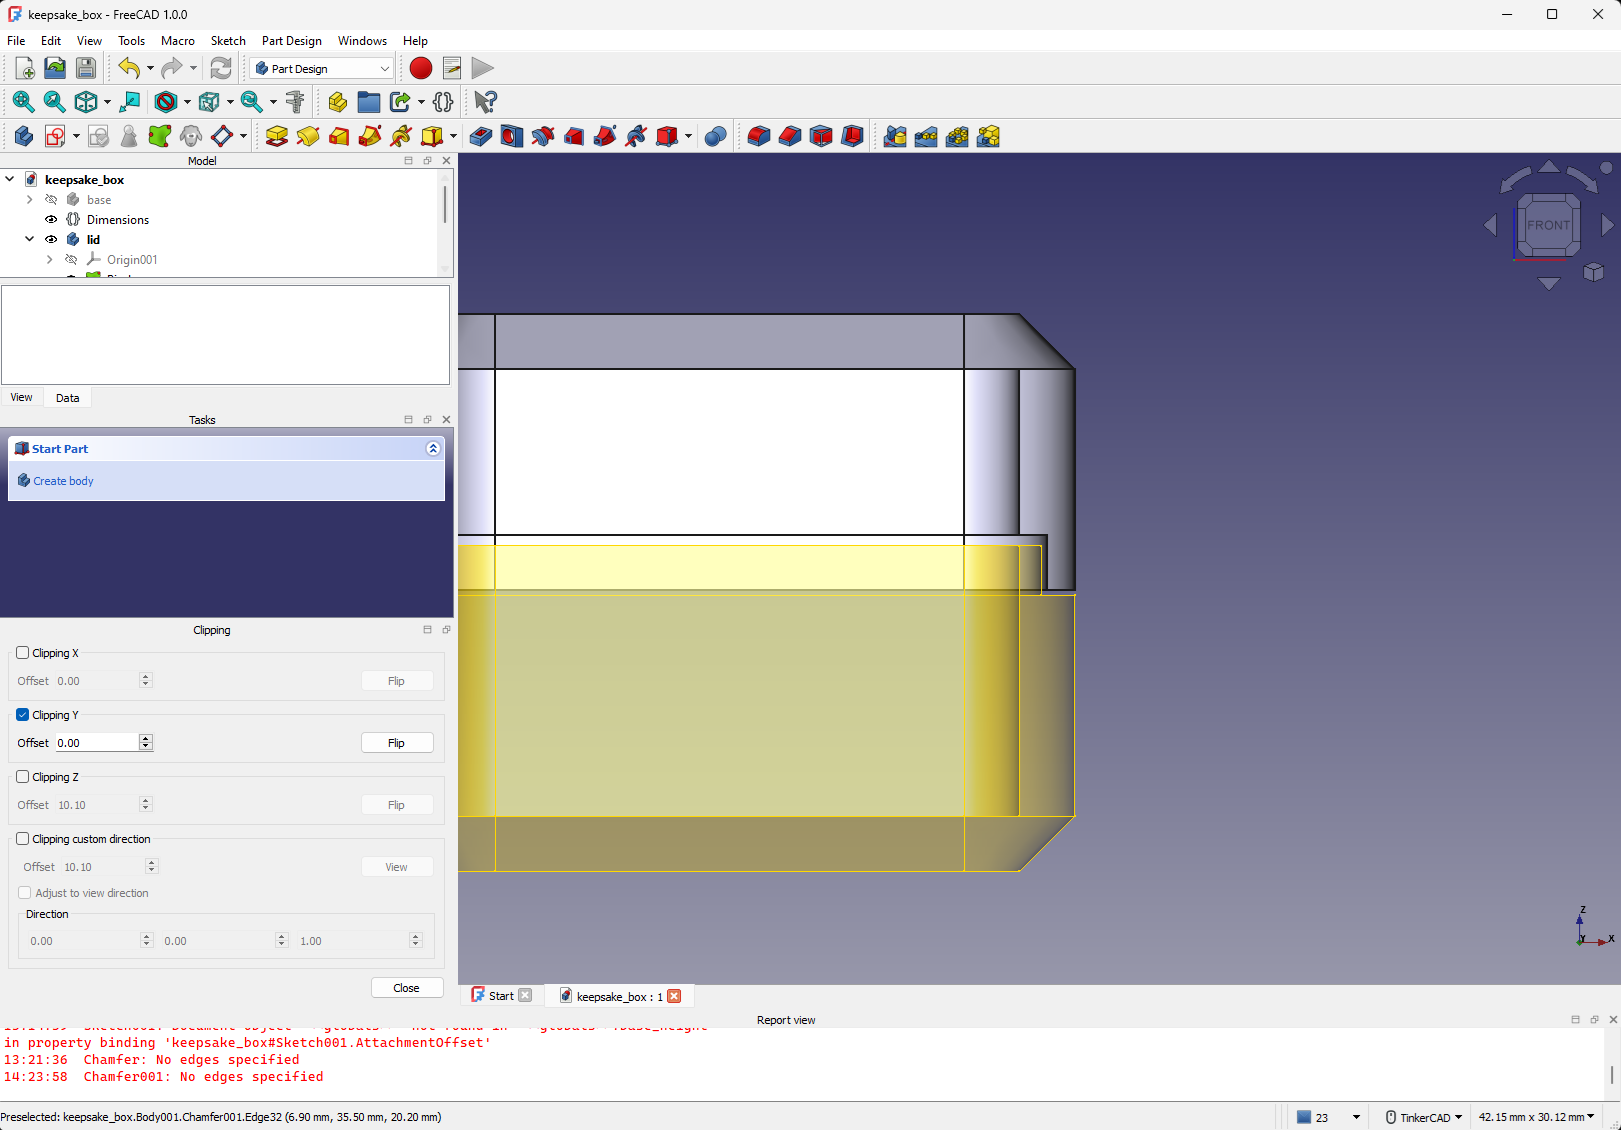 keepsake_box - FreeCAD 1.0.0
File Edit View Tools Macro Sketch Part Design Windows Help
Part Design
Model
keepsake_box
base
Dimensions
lid
Origin001
View Data
Tasks
Start Part
Create body
Clipping
Clipping X
Offset 0.00 Flip
Clipping Y
Offset 0.00 Flip
Clipping Z
Offset 10.10 Flip
Clipping custom direction
Offset 10.10 View
Adjust to view direction
Direction
0.00 0.00 1.00
Close
FRONT
Z
Y X
Start keepsake_box : 1
Report view
in property binding 'keepsake_box#Sketch001.AttachmentOffset'
13:21:36 Chamfer: No edges specified
14:23:58 Chamfer001: No edges specified
Preselected: keepsake_box.Body001.Chamfer001.Edge32 (6.90 mm, 35.50 mm, 20.20 mm)
23 TinkerCAD 42.15 mm x 30.12 mm